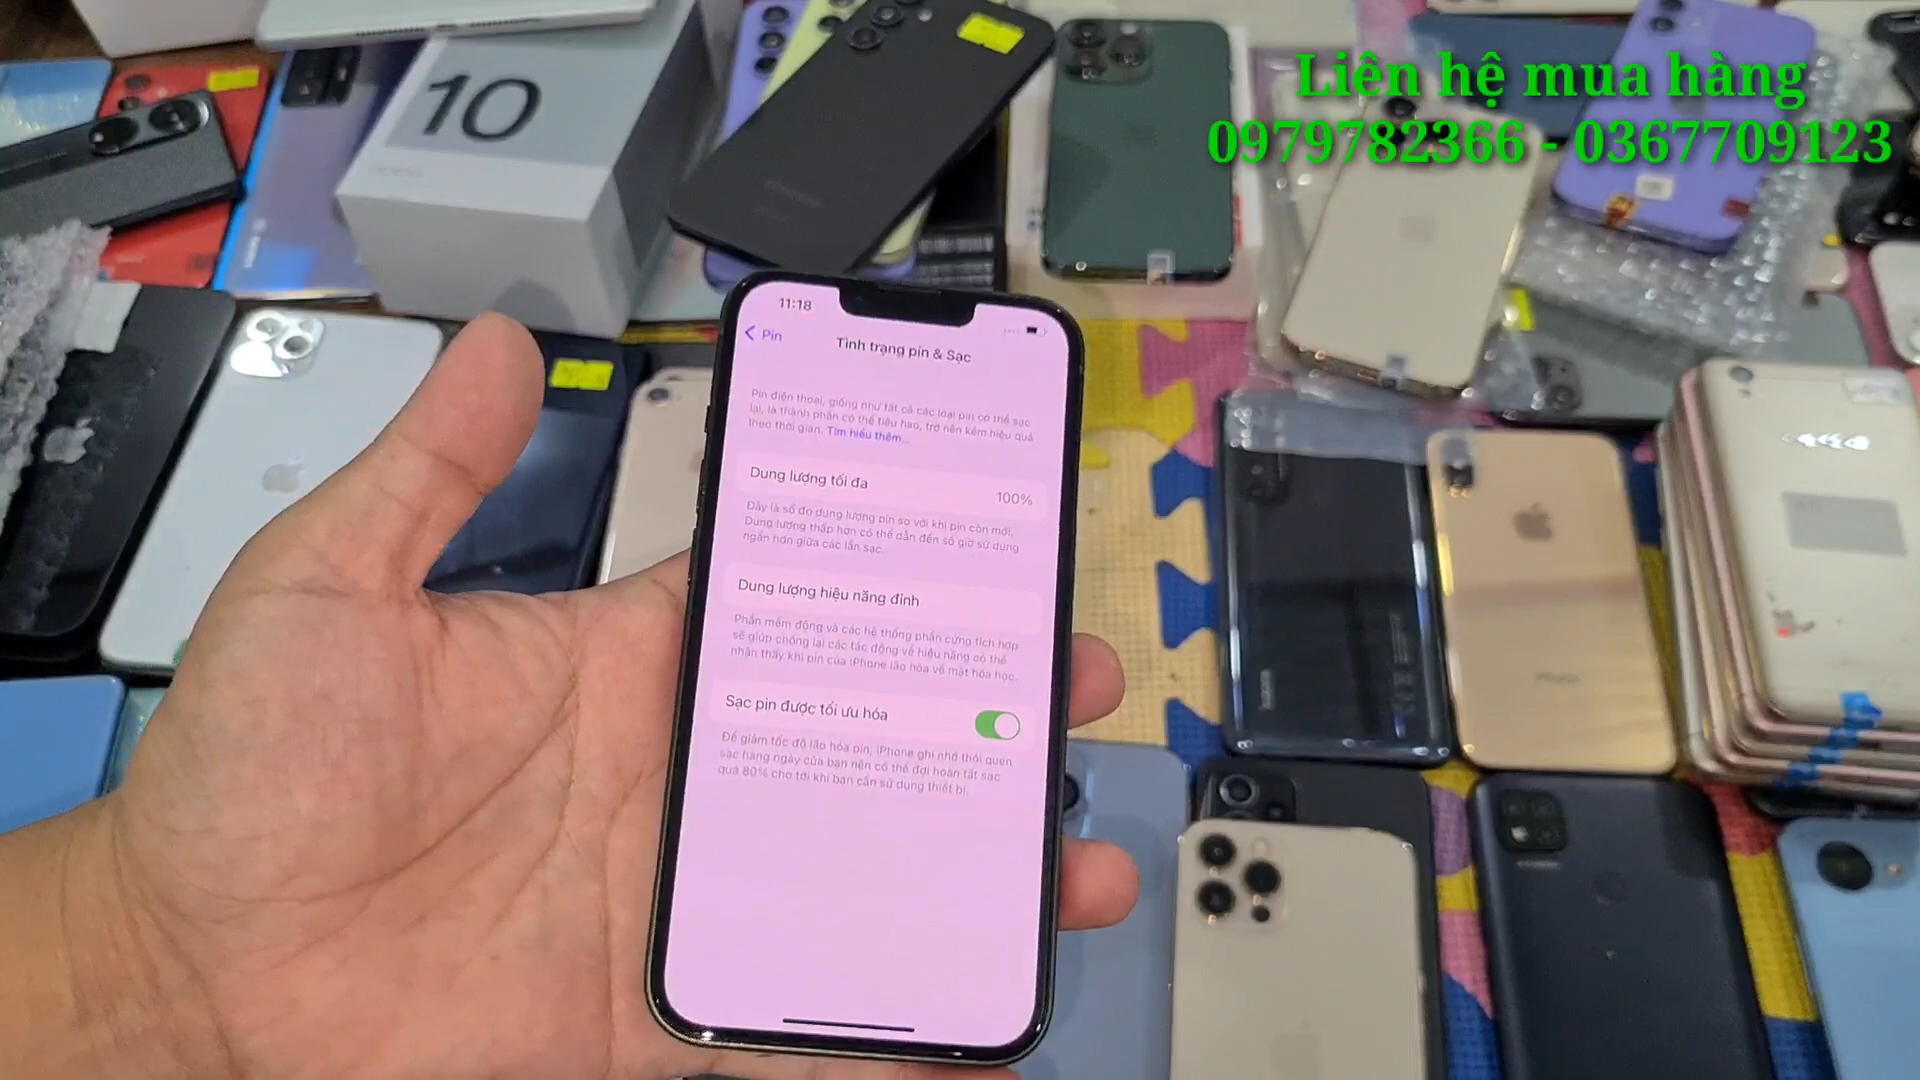 Liên hệ mua hàng
0979782366 - 0367709123
10
11:18
Pin
Tình trạng pin & Sạc
Pin điện thoại, giống như tất cả các loại pin có thể sạc
lại, là thành phần có thể tiêu hao, trở nên kém hiệu quả
theo thời gian. Tìm hiểu thêm...
Dung lượng tối đa
100%
Đây là số đo dung lượng pin so với khi pin còn mới.
Dung lượng thấp hơn có thể dẫn đến số giờ sử dụng
ngắn hơn giữa các lần sạc.
Dung lượng hiệu năng đỉnh
Phần mềm động và các hệ thống phần cứng tích hợp
sẽ giúp chống lại các tác động về hiệu năng có thể
nhận thấy khi pin của iPhone lão hóa về mặt hóa học.
Sạc pin được tối ưu hóa
Để giảm tốc độ lão hóa pin, iPhone ghi nhớ thói quen
sạc hàng ngày của bạn nên có thể đợi hoàn tất sạc
quá 80% cho tới khi bạn cần sử dụng thiết bị.